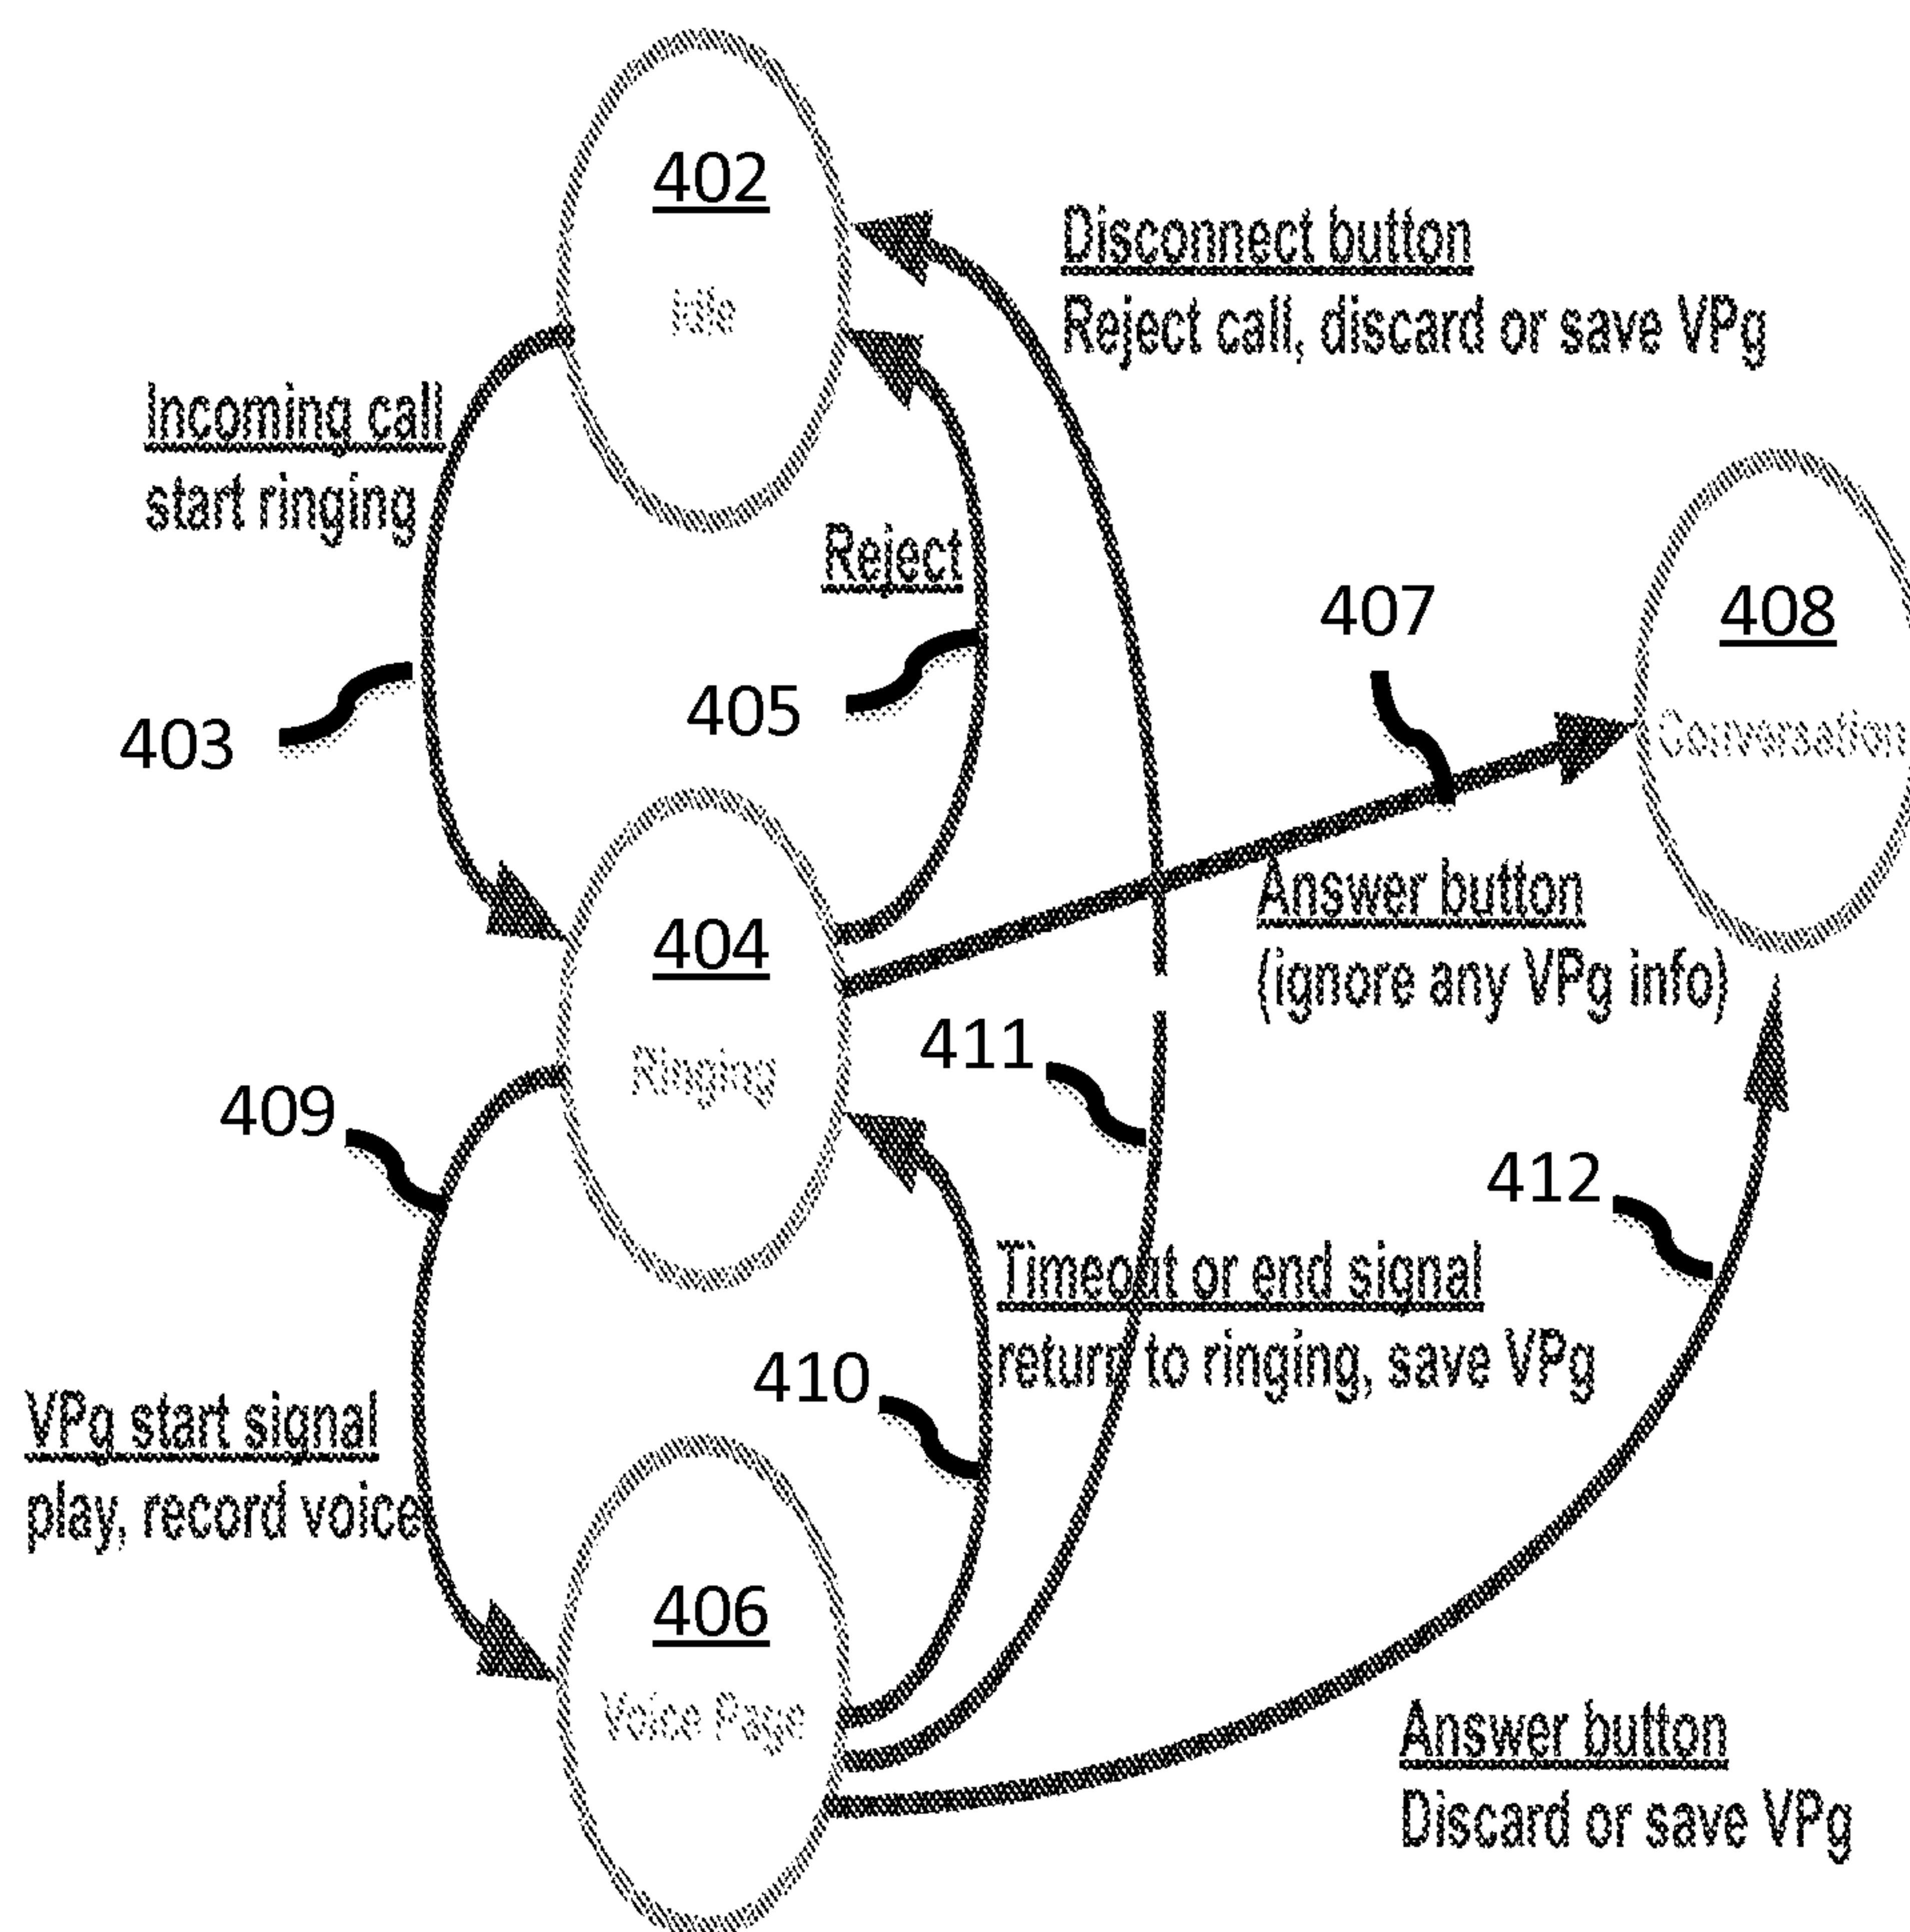 402
Idle
Disconnect button
Reject call, discard or save VPg
Incoming call
start ringing
Reject
403
405
407
408
Conversation
404
Ringing
Answer button
(ignore any VPg info)
409
411
412
Timeout or end signal
return to ringing, save VPg
410
VPg start signal
play, record voice
406
Voice Page
Answer button
Discard or save VPg